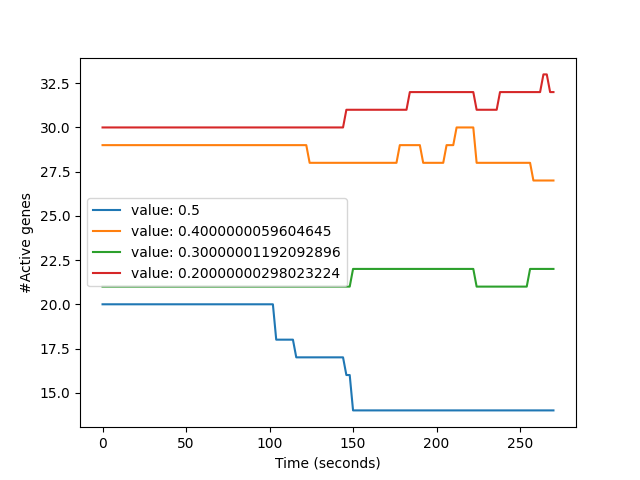 32.5
30.0
27.5
25.0
22.5
20.0
17.5
15.0
#Active genes
value: 0.5
value: 0.4000000059604645
value: 0.30000001192092896
value: 0.20000000298023224
0 50 100 150 200 250
Time (seconds)